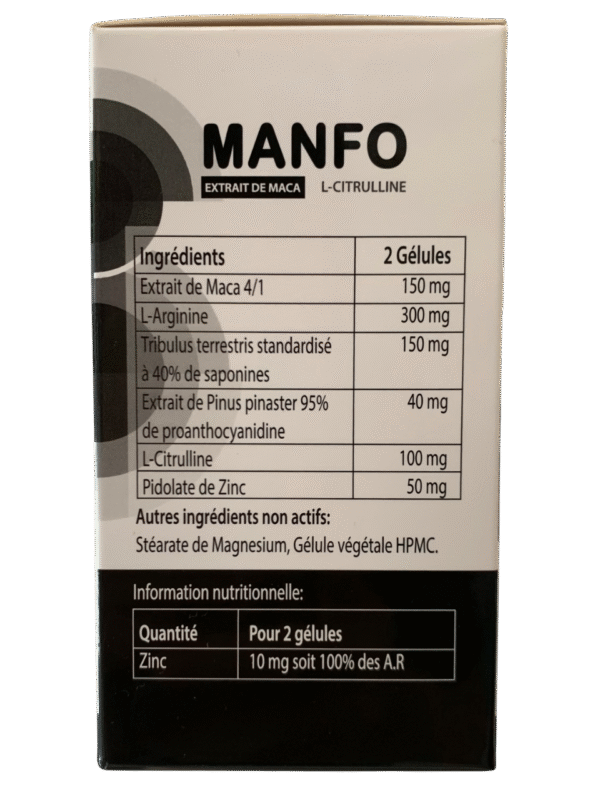 MANFO
EXTRAIT DE MACA L-CITRULLINE
Ingrédients 2 Gélules
Extrait de Maca 4/1 150 mg
L-Arginine 300 mg
Tribulus terrestris standardisé 150 mg
à 40% de saponines
Extrait de Pinus pinaster 95% 40 mg
de proanthocyanidine
L-Citrulline 100 mg
Pidolate de Zinc 50 mg
Autres ingrédients non actifs:
Stéarate de Magnesium, Gélule végétale HPMC.
Information nutritionnelle:
Quantité Pour 2 gélules
Zinc 10 mg soit 100% des A.R